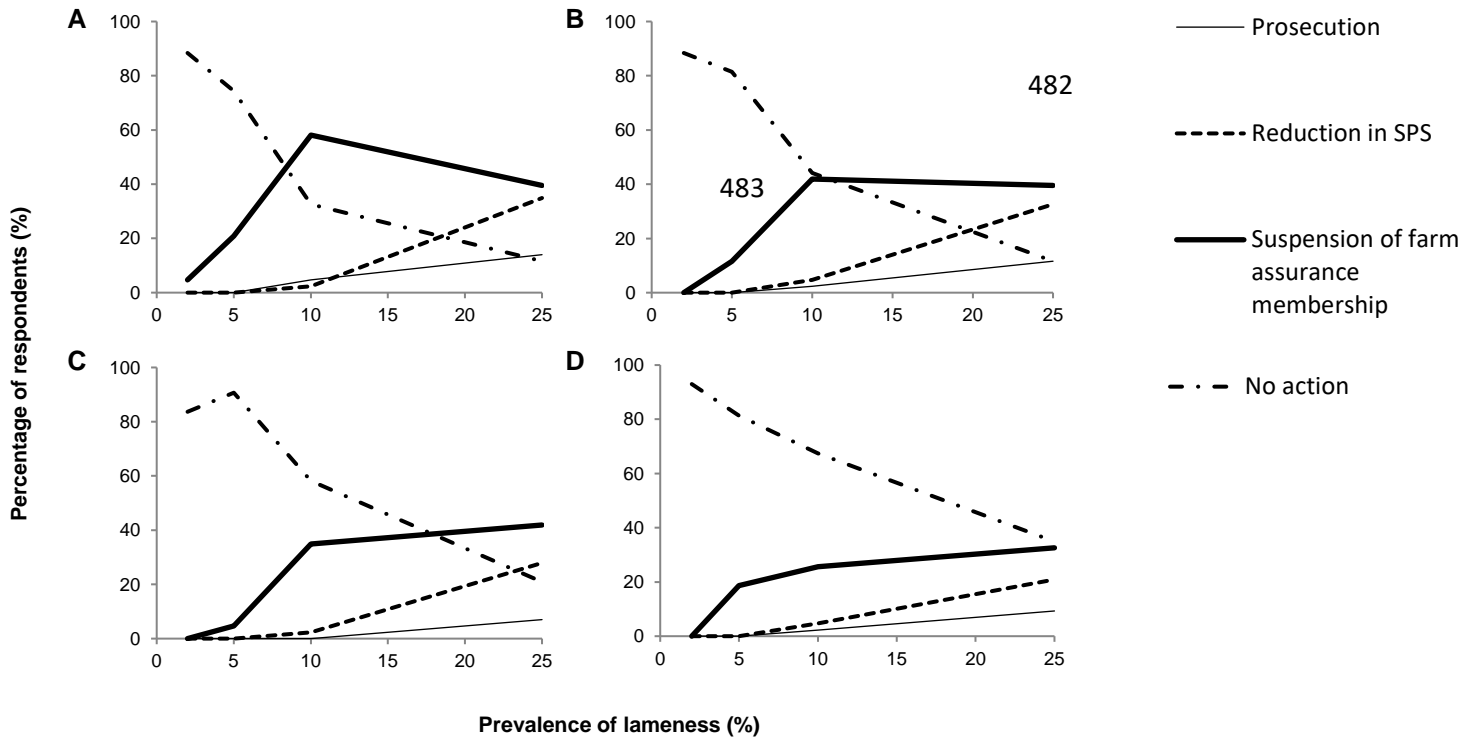 A
100
80
60
40
20
0
0 5 10 15 20 25
B
100
80
60
40
20
0
0 5 10 15 20 25
482
483
C
100
80
60
40
20
0
0 5 10 15 20 25
D
100
80
60
40
20
0
0 5 10 15 20 25
Percentage of respondents (%)
Prevalence of lameness (%)
Prosecution
Reduction in SPS
Suspension of farm
assurance
membership
No action